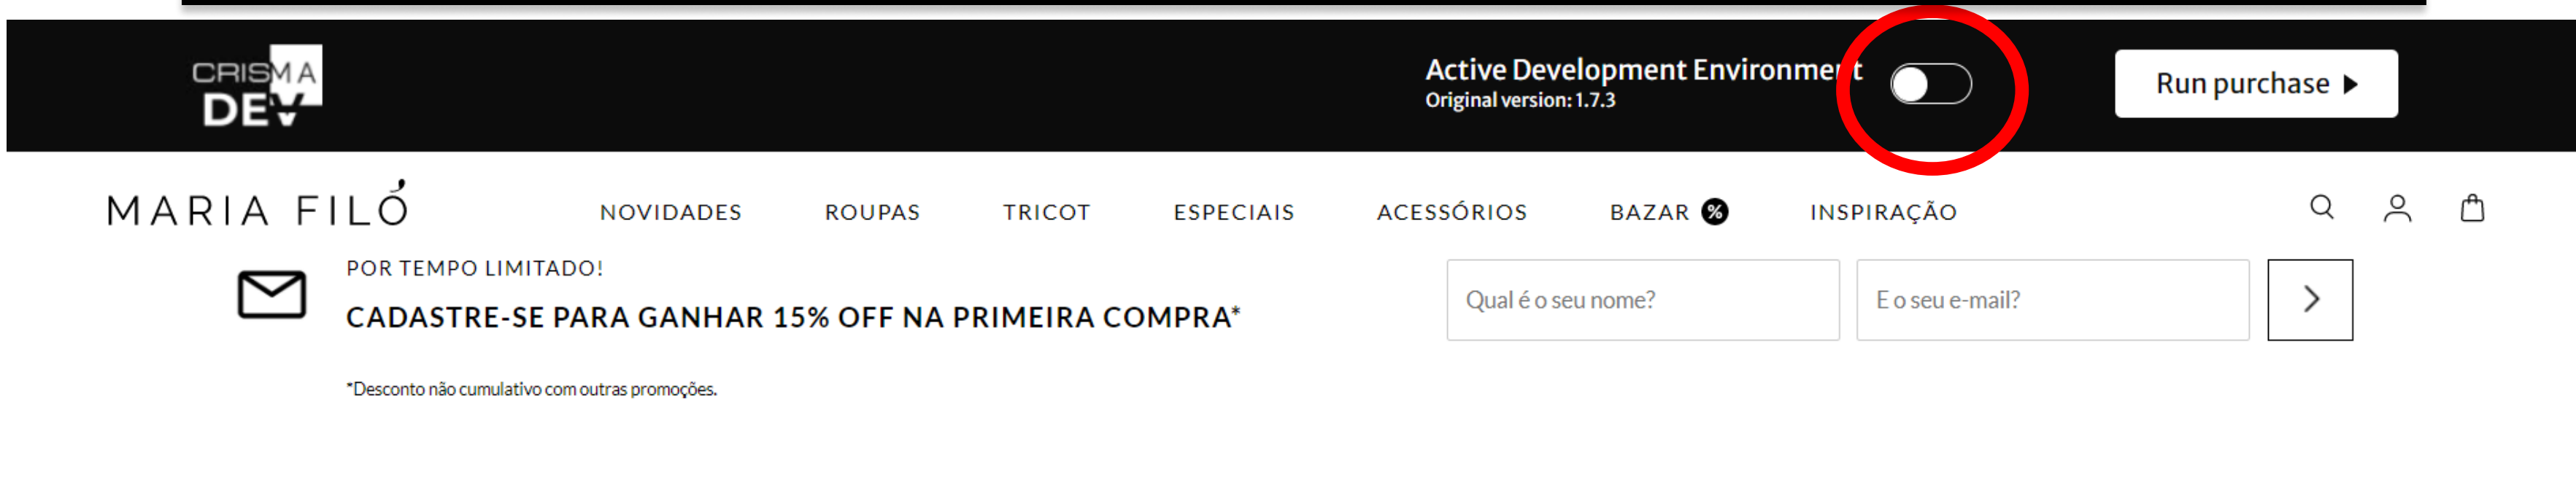 CRISMA
DEV
Active Development Environment
Original version: 1.7.3
Run purchase
MARIA FILÓ
NOVIDADES ROUPAS TRICOT ESPECIAIS ACESSÓRIOS BAZAR % INSPIRAÇÃO
POR TEMPO LIMITADO!
CADASTRE-SE PARA GANHAR 15% OFF NA PRIMEIRA COMPRA*
Qual é o seu nome? E o seu e-mail?
*Desconto não cumulativo com outras promoções.